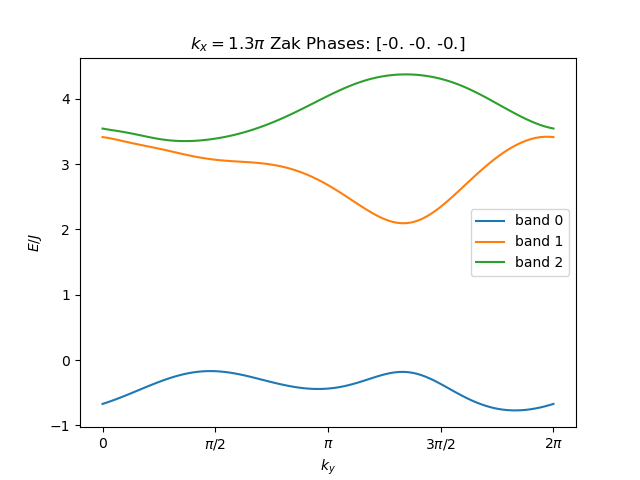 $k_x = 1.3\pi$ Zak Phases: [-0. -0. -0.]
4
3
2
1
0
−1
E/J
band 0
band 1
band 2
0
π/2
π
3π/2
2π
$k_y$